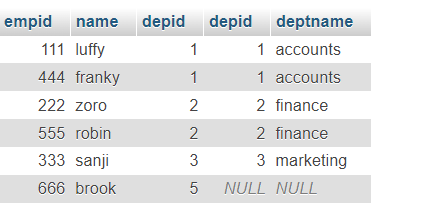 empid name depid depid deptname
111 luffy 1 1 accounts
444 franky 1 1 accounts
222 zoro 2 2 finance
555 robin 2 2 finance
333 sanji 3 3 marketing
666 brook 5 NULL NULL